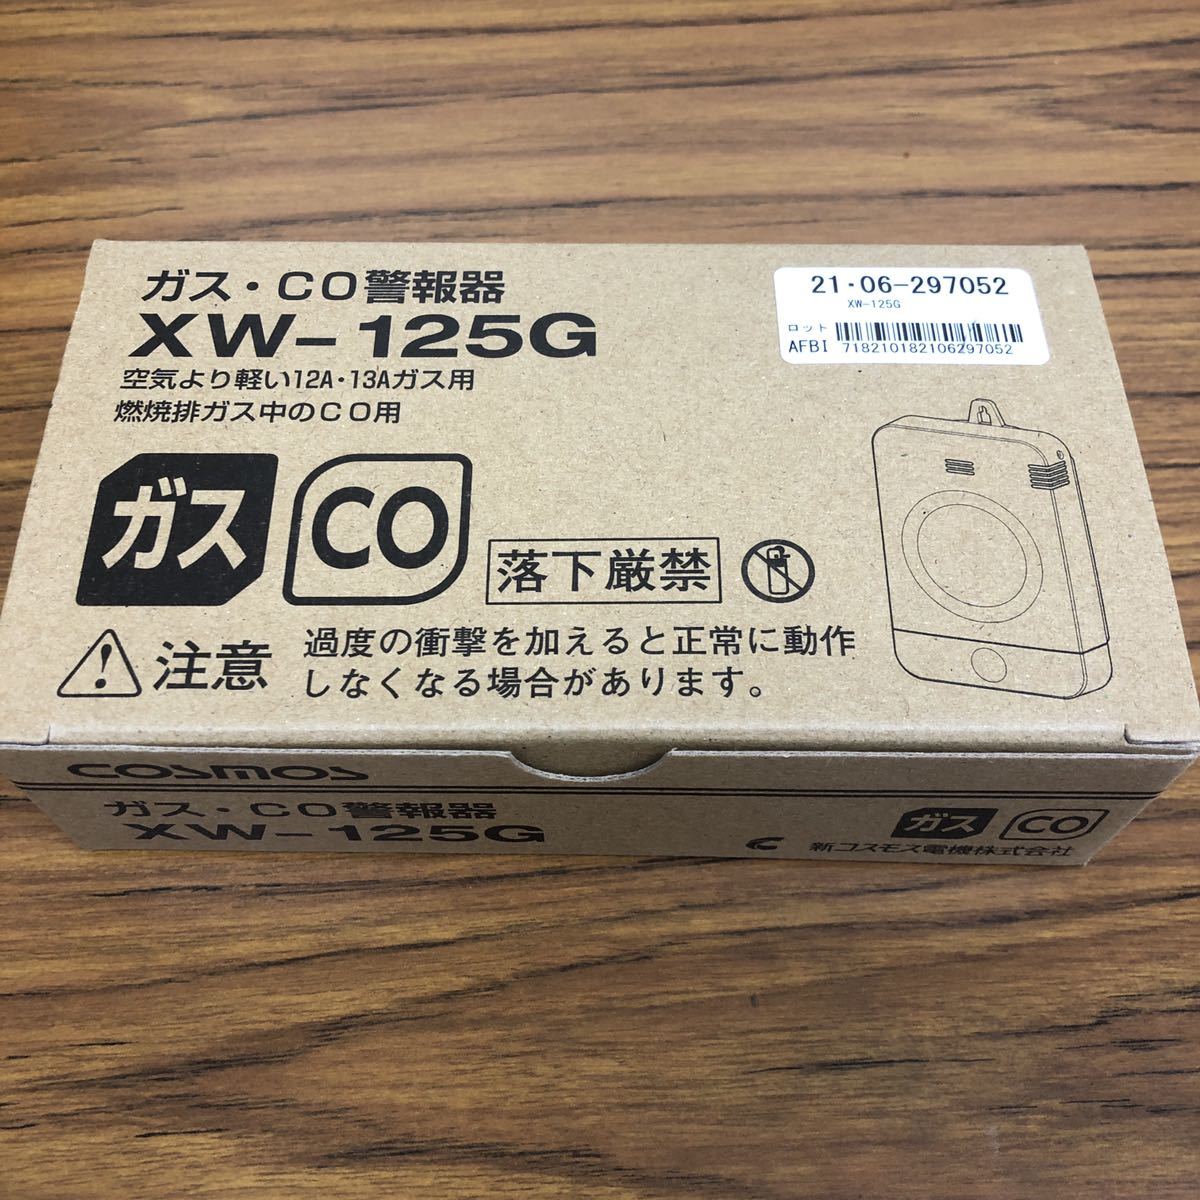 ガス・CO警報器
XW-125G
空気より軽い12A・13Aガス用
燃焼排ガス中のCO用
21・06-297052
XW-125G
ロット
AFBI 718210182106297052
ガス
CO
落下厳禁
注意
過度の衝撃を加えると正常に動作
しなくなる場合があります。
COSMOS
ガス・CO警報器
XW-125G
ガス
CO
新コスモス電機株式会社